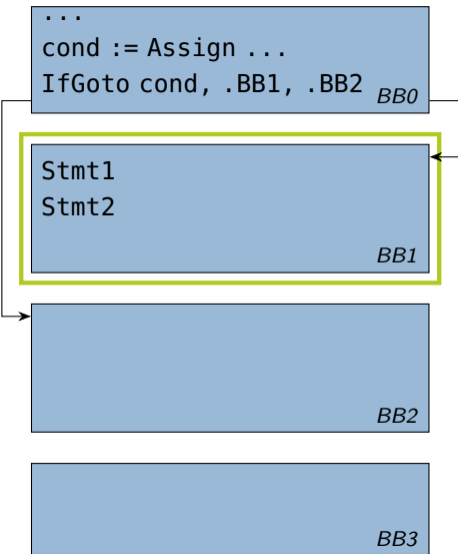 ...
cond := Assign ...
IfGoto cond, .BB1, .BB2
BB0
Stmt1
Stmt2
BB1
BB2
BB3